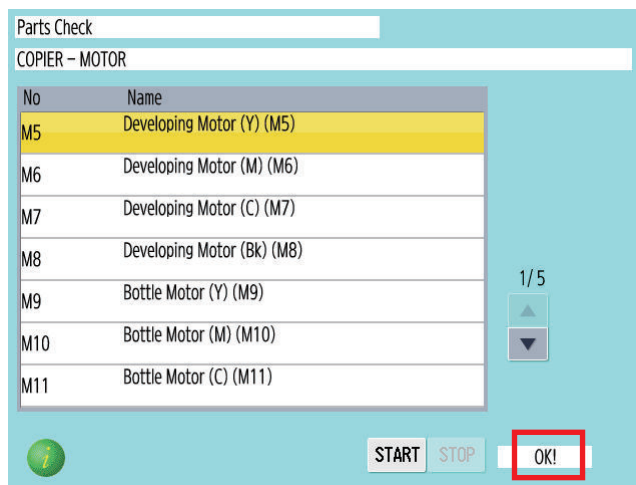 Parts Check
COPIER – MOTOR
No Name
M5 Developing Motor (Y) (M5)
M6 Developing Motor (M) (M6)
M7 Developing Motor (C) (M7)
M8 Developing Motor (Bk) (M8)
M9 Bottle Motor (Y) (M9)
M10 Bottle Motor (M) (M10)
M11 Bottle Motor (C) (M11)
1/5
i
START STOP OK!